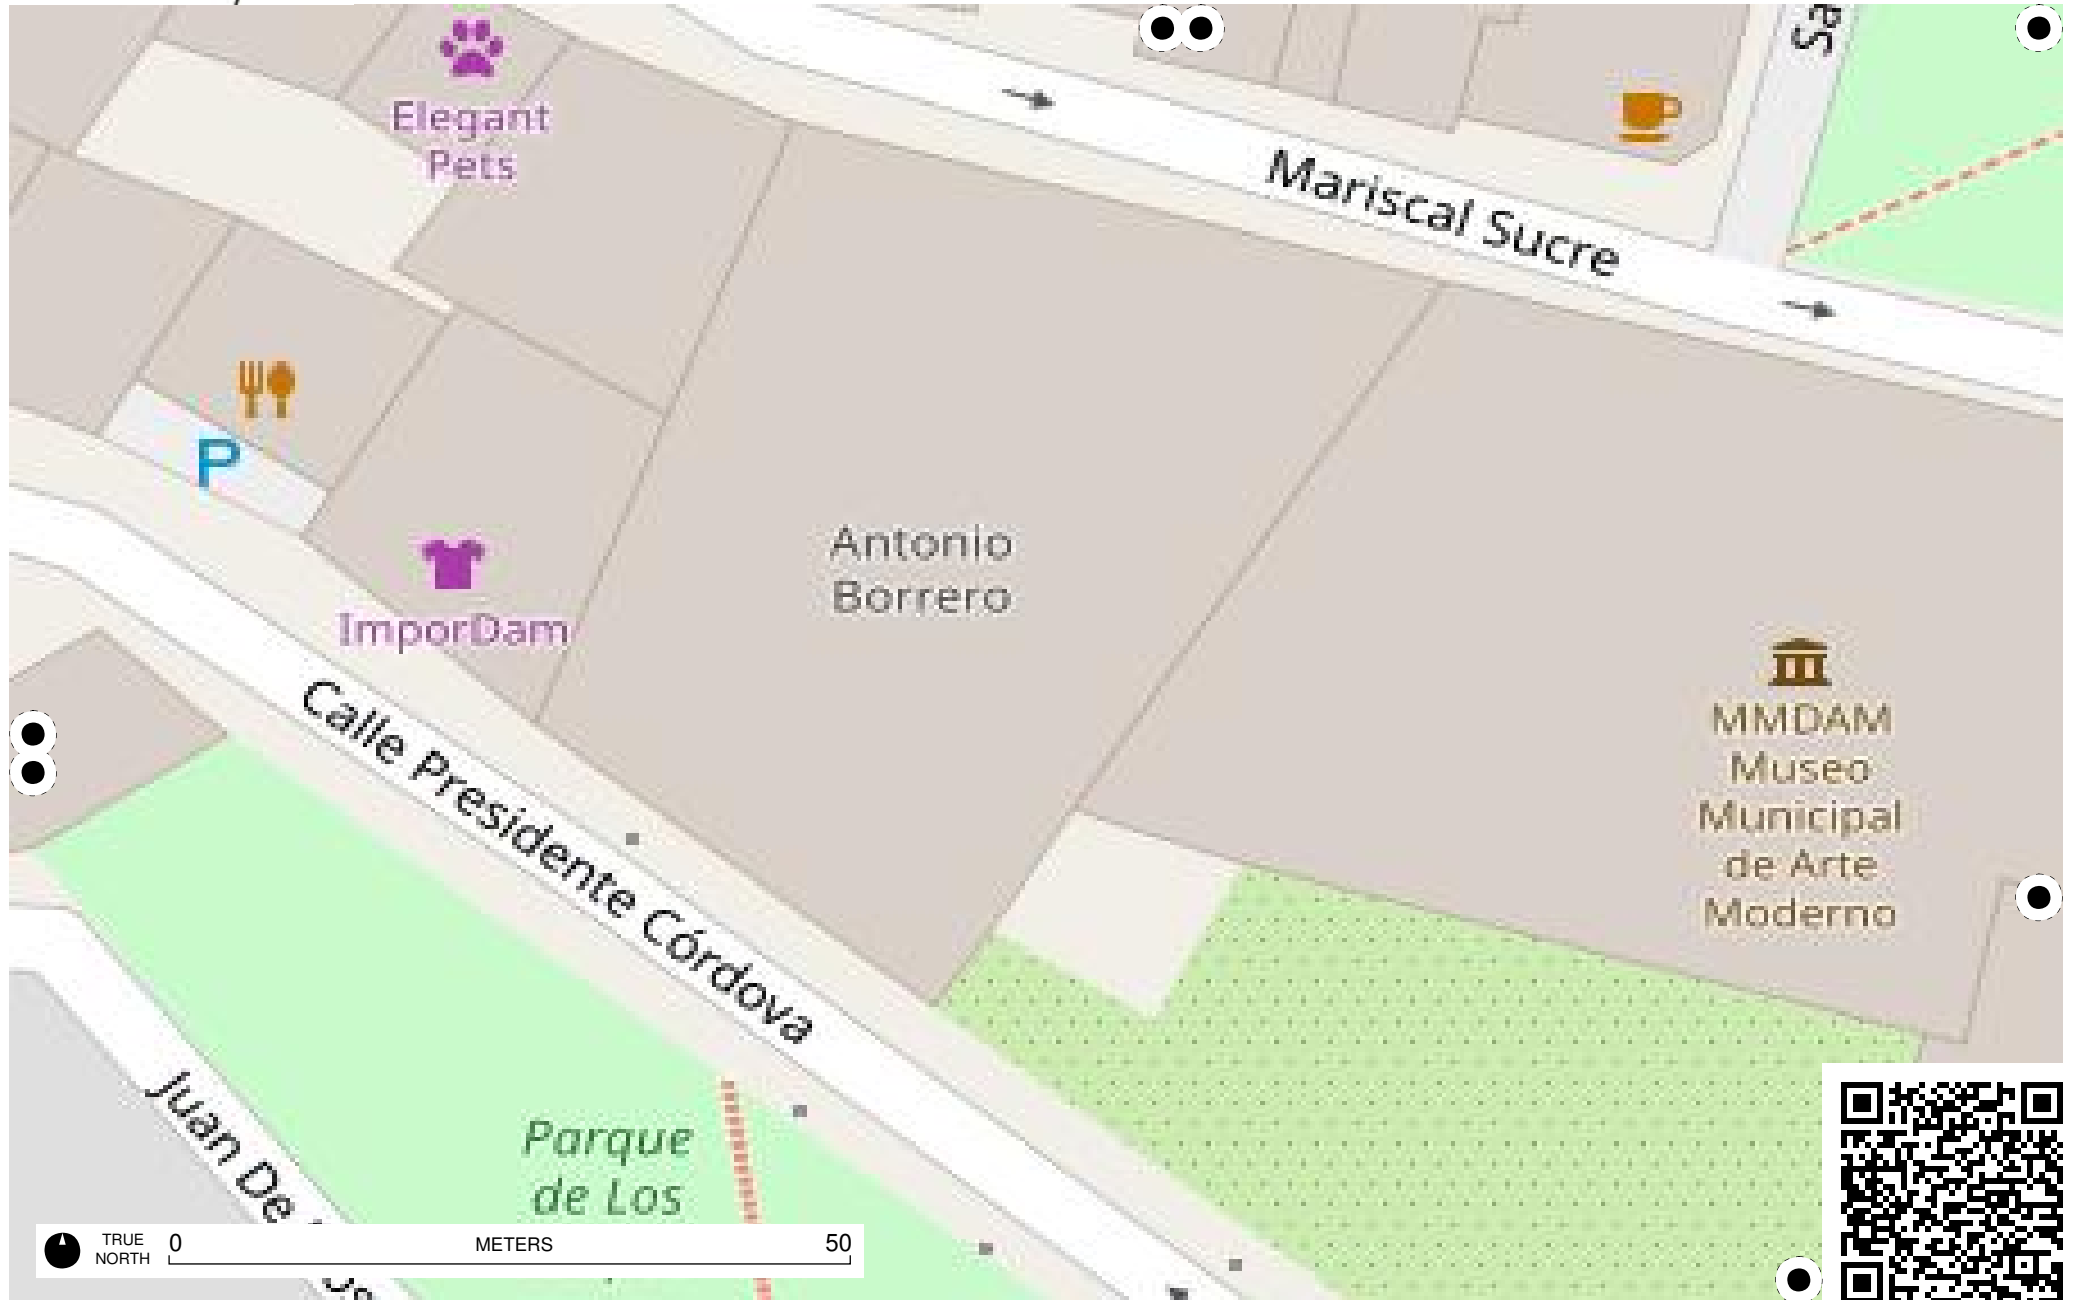 Sa
Elegant
Pets
Mariscal Sucre
P
Antonio
Borrero
ImporDam
MMDAM
Museo
Municipal
de Arte
Moderno
Calle Presidente Córdova
Juan De
Parque
de Los
TRUE
NORTH
0 METERS 50